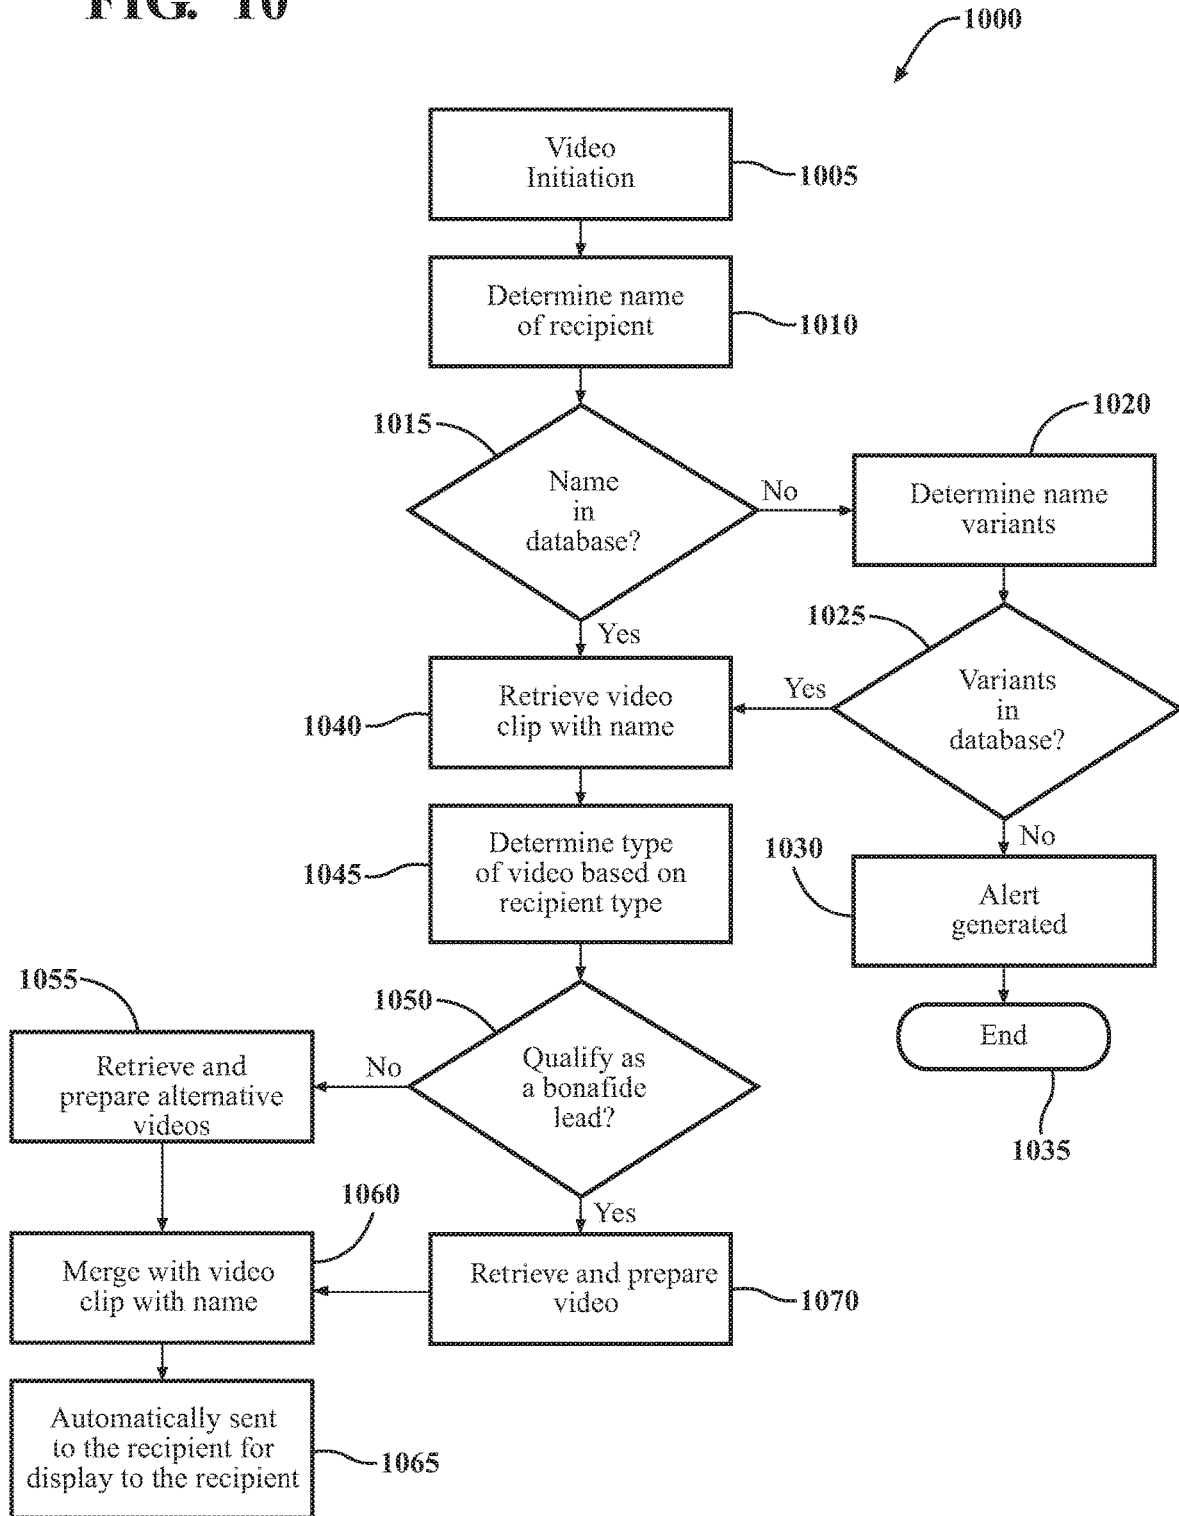 FIG. 10
1000
Video
Initiation
1005
Determine name
of recipient
1010
1015
Name
in
database?
No
Yes
1020
Determine name
variants
1025
Variants
in
database?
Yes
No
1040
Retrieve video
clip with name
1045
Determine type
of video based on
recipient type
1030
Alert
generated
End
1035
1050
Qualify as
a bonafide
lead?
No
Yes
1055
Retrieve and
prepare alternative
videos
1060
Merge with video
clip with name
Retrieve and prepare
video
1070
Automatically sent
to the recipient for
display to the recipient
1065